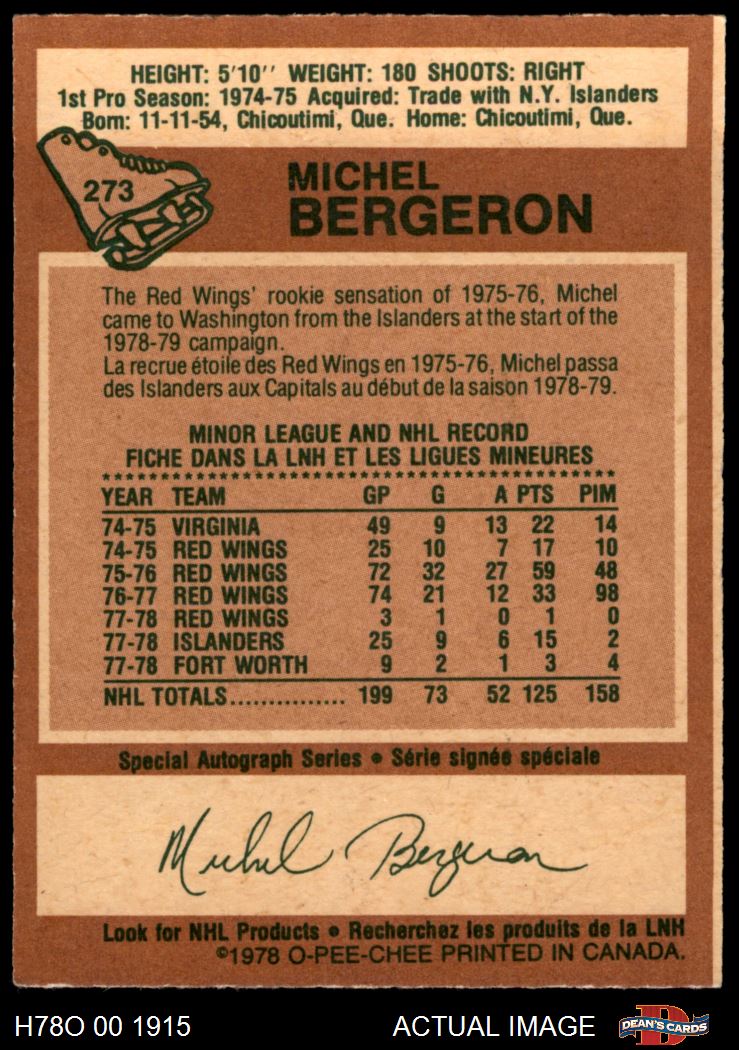 HEIGHT: 5'10'' WEIGHT: 180 SHOOTS: RIGHT
1st Pro Season: 1974-75 Acquired: Trade with N.Y. Islanders
Born: 11-11-54, Chicoutimi, Que. Home: Chicoutimi, Que.
273
MICHEL
BERGERON
The Red Wings' rookie sensation of 1975-76, Michel
came to Washington from the Islanders at the start of the
1978-79 campaign.
La recrue étoile des Red Wings en 1975-76, Michel passa
des Islanders aux Capitals au début de la saison 1978-79.
MINOR LEAGUE AND NHL RECORD
FICHE DANS LA LNH ET LES LIGUES MINEURES
YEAR TEAM GP G A PTS PIM
74-75 VIRGINIA 49 9 13 22 14
74-75 RED WINGS 25 10 7 17 10
75-76 RED WINGS 72 32 27 59 48
76-77 RED WINGS 74 21 12 33 98
77-78 RED WINGS 3 1 0 1 0
77-78 ISLANDERS 25 9 6 15 2
77-78 FORT WORTH 9 2 1 3 4
NHL TOTALS............... 199 73 52 125 158
Special Autograph Series • Série signée spéciale
Michel Bergeron
Look for NHL Products • Recherchez les produits de la LNH
©1978 O-PEE-CHEE PRINTED IN CANADA.
H78O 00 1915 ACTUAL IMAGE D DEAN'S CARDS